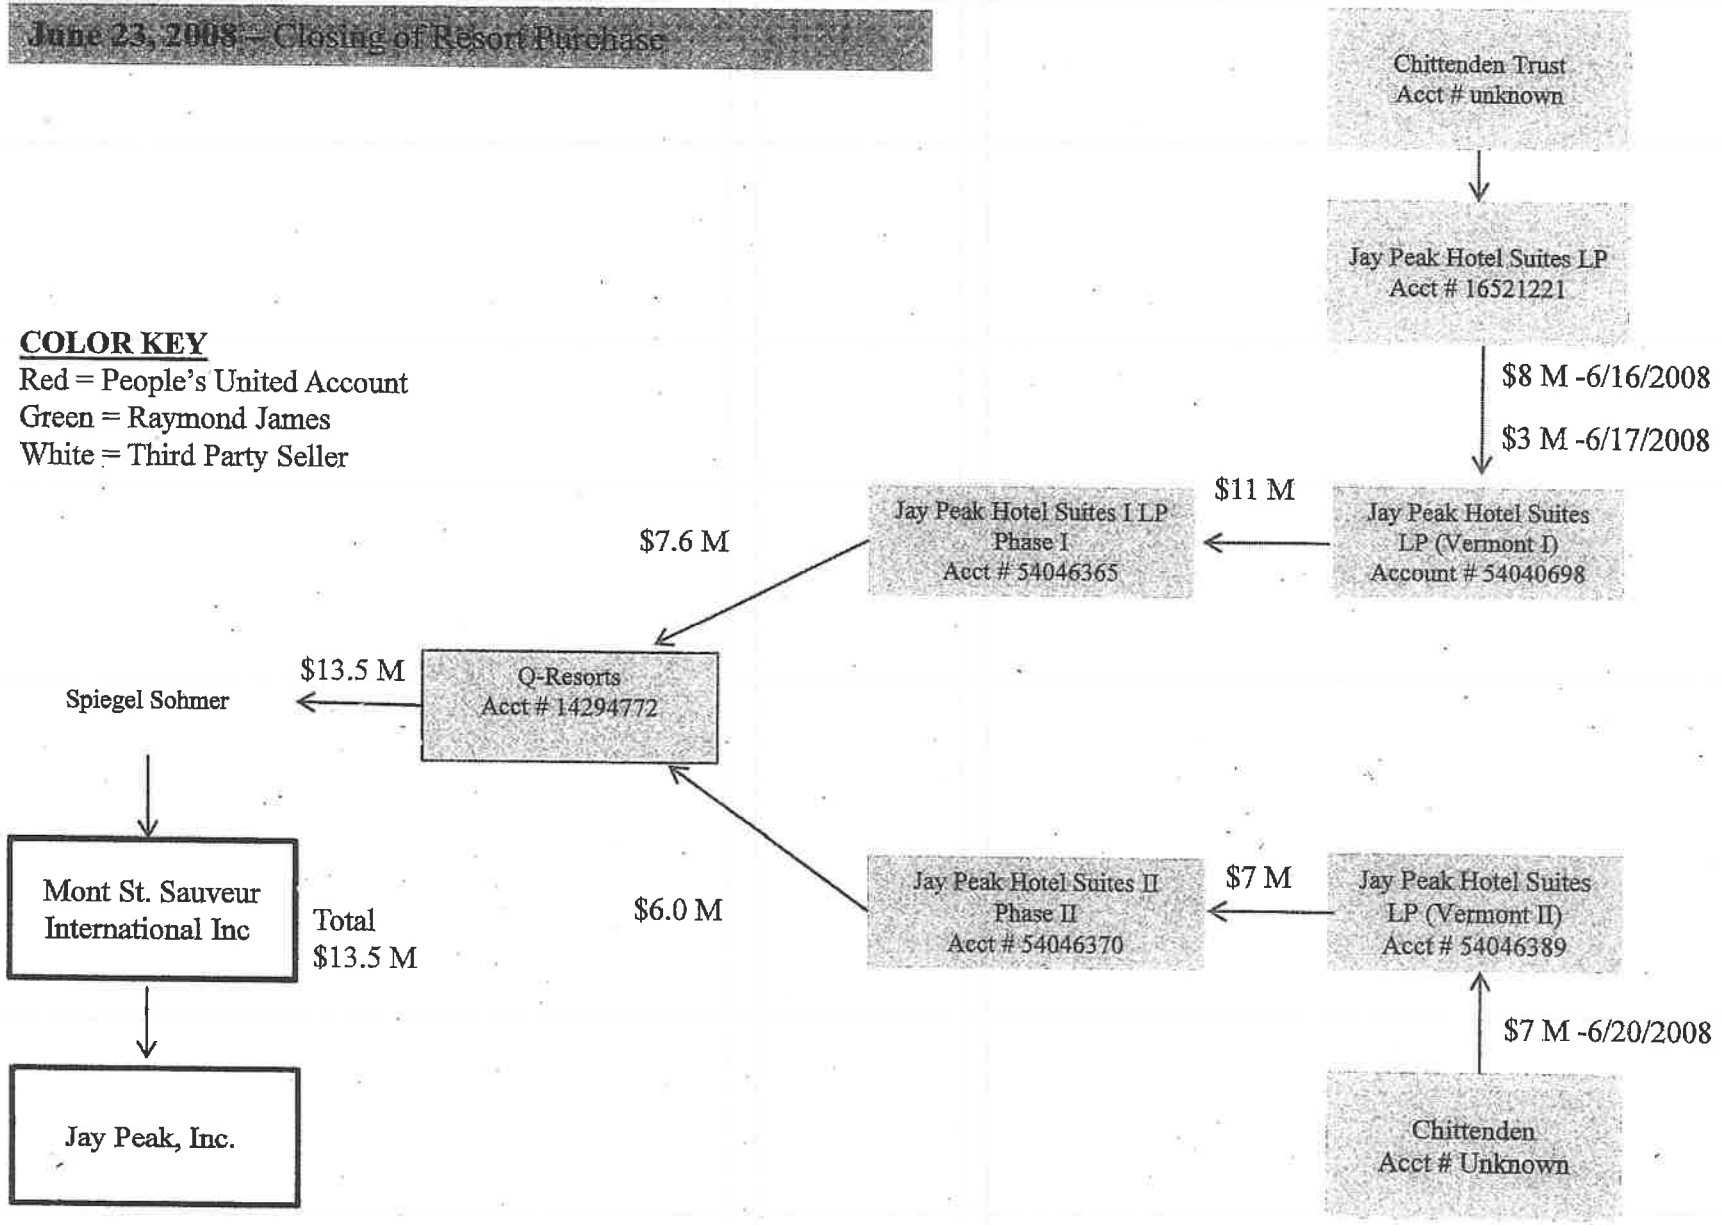 June 23, 2008 – Closing of Resort Purchase
Chittenden Trust
Acct # unknown
Jay Peak Hotel Suites LP
Acct # 16521221
COLOR KEY
Red = People's United Account
Green = Raymond James
White = Third Party Seller
$8 M -6/16/2008
$3 M -6/17/2008
$7.6 M
Jay Peak Hotel Suites I LP
Phase I
Acct # 54046365
$11 M
Jay Peak Hotel Suites
LP (Vermont I)
Account # 54040698
Spiegel Sohmer
$13.5 M
Q-Resorts
Acct # 14294772
Mont St. Sauveur
International Inc
Total
$13.5 M
$6.0 M
Jay Peak Hotel Suites II
Phase II
Acct # 54046370
$7 M
Jay Peak Hotel Suites
LP (Vermont II)
Acct # 54046389
$7 M -6/20/2008
Jay Peak, Inc.
Chittenden
Acct # Unknown